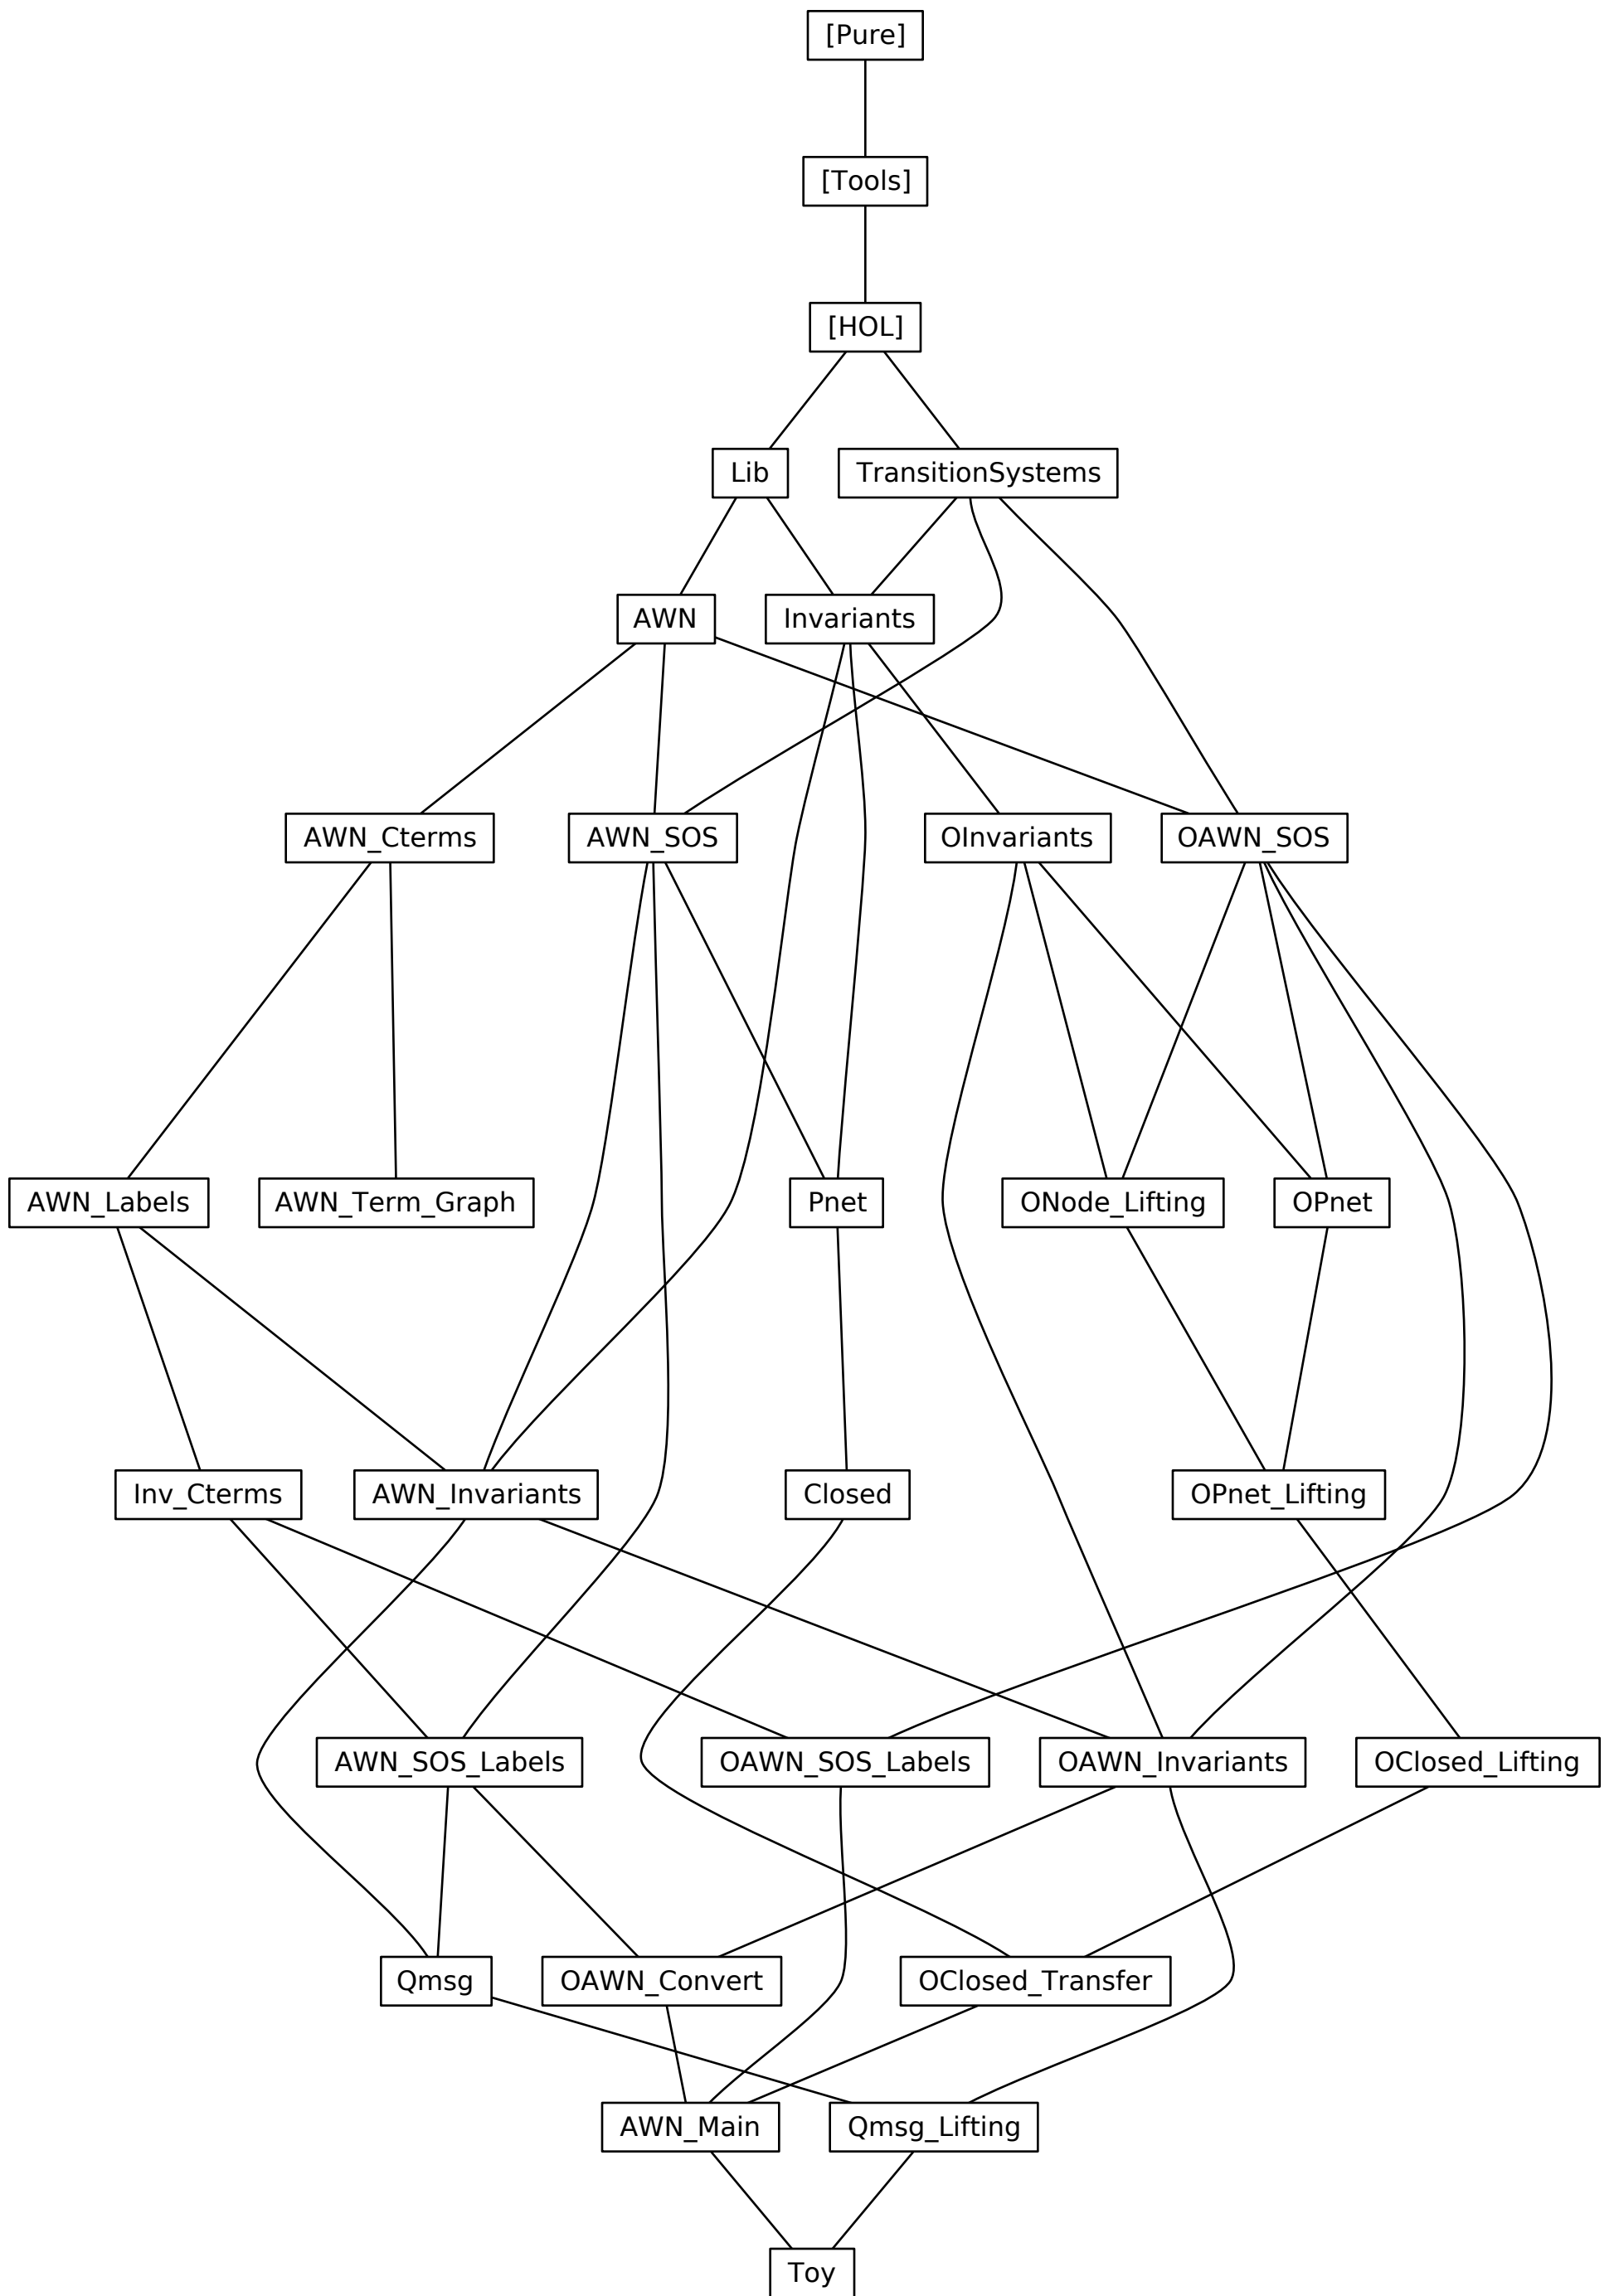 [Pure]
[Tools]
[HOL]
Lib
TransitionSystems
AWN
Invariants
AWN_Cterms
AWN_SOS
OInvariants
OAWN_SOS
AWN_Labels
AWN_Term_Graph
Pnet
ONode_Lifting
OPnet
Inv_Cterms
AWN_Invariants
Closed
OPnet_Lifting
AWN_SOS_Labels
OAWN_SOS_Labels
OAWN_Invariants
OClosed_Lifting
Qmsg
OAWN_Convert
OClosed_Transfer
AWN_Main
Qmsg_Lifting
Toy